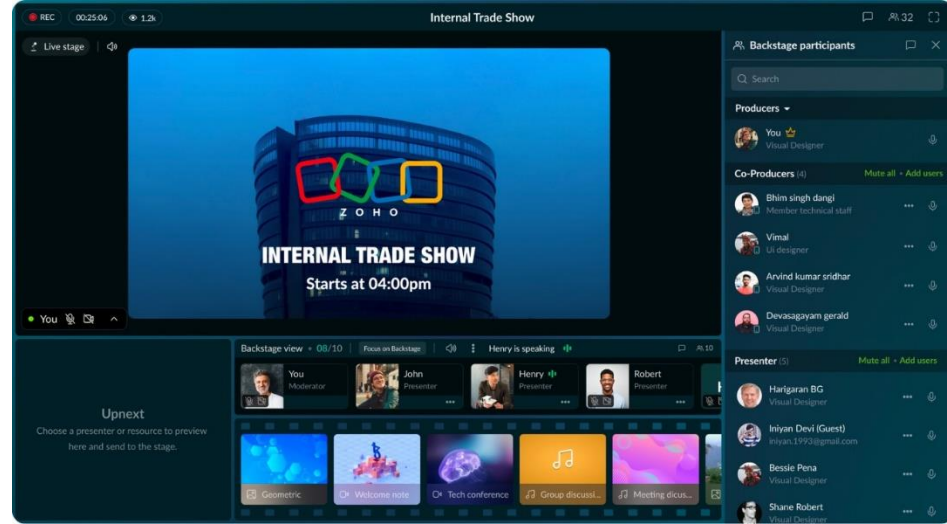 REC 00:25:06 1.2k Internal Trade Show 32
Live stage
ZOHO
INTERNAL TRADE SHOW
Starts at 04:00pm
You
Backstage view • 08/10 Focus on Backstage Henry is speaking 10
You
Moderator
John
Presenter
Henry
Presenter
Robert
Presenter
H
Upnext
Choose a presenter or resource to preview
here and send to the stage.
Geometric
Welcome note
Tech conference
Group discussi...
Meeting dicus...
Backstage participants
Search
Producers
You
Visual Designer
Co-Producers (4) Mute all • Add users
Bhim singh dangi
Member technical staff
Vimal
Ui designer
Arvind kumar sridhar
Visual Designer
Devasagayam gerald
Visual Designer
Presenter (5) Mute all • Add users
Harigaran BG
Visual Designer
Iniyan Devi (Guest)
iniyan.1993@gmail.com
Bessie Pena
Visual Designer
Shane Robert
Visual Designer